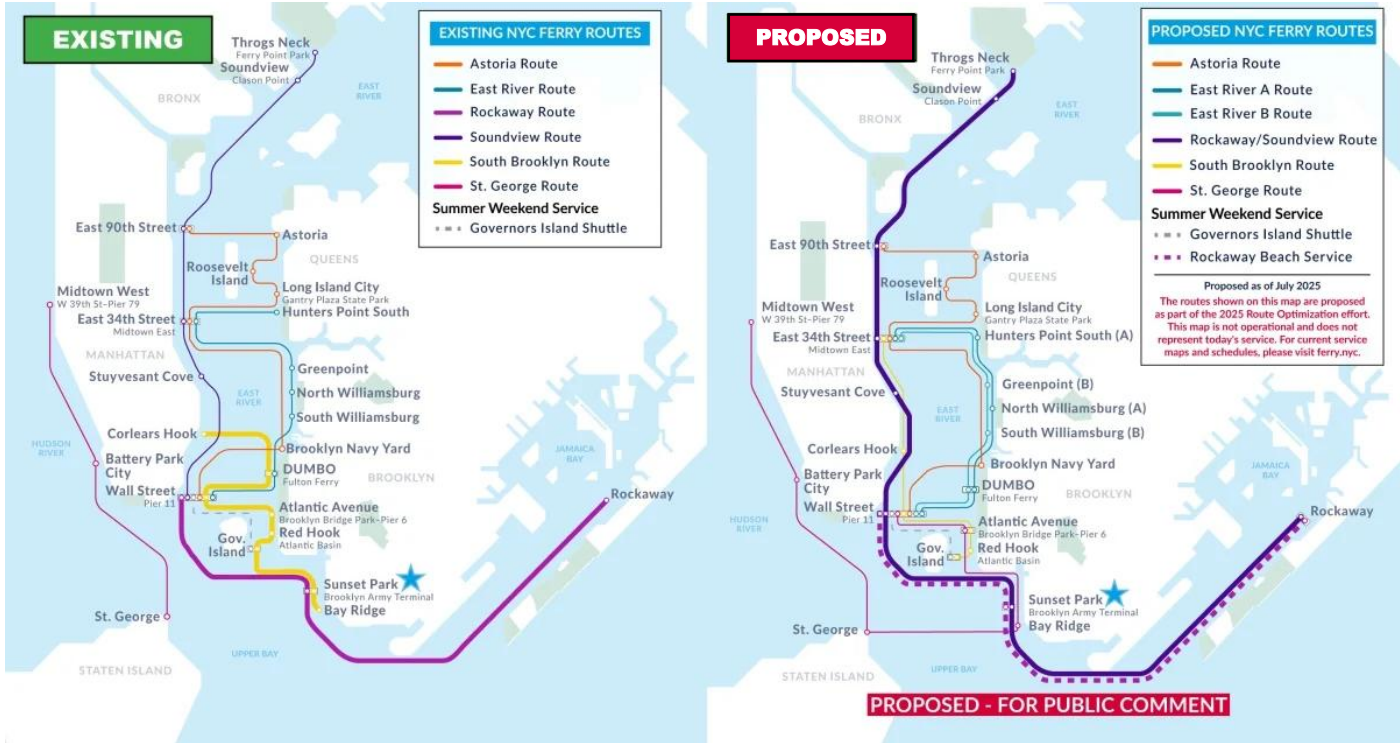 EXISTING
EXISTING NYC FERRY ROUTES
Astoria Route
East River Route
Rockaway Route
Soundview Route
South Brooklyn Route
St. George Route
Summer Weekend Service
Governors Island Shuttle
Throgs Neck
Ferry Point Park
Soundview
Clason Point
EAST
RIVER
BRONX
East 90th Street
Astoria
QUEENS
Roosevelt
Island
Long Island City
Gantry Plaza State Park
Hunters Point South
Midtown West
W 39th St-Pier 79
East 34th Street
Midtown East
MANHATTAN
Stuyvesant Cove
Greenpoint
EAST
RIVER
North Williamsburg
South Williamsburg
Corlears Hook
HUDSON
RIVER
Brooklyn Navy Yard
JAMAICA
BAY
Battery Park
City
DUMBO
Fulton Ferry
BROOKLYN
Wall Street
Pier 11
Rockaway
Atlantic Avenue
Brooklyn Bridge Park-Pier 6
Red Hook
Atlantic Basin
Gov.
Island
Sunset Park
Brooklyn Army Terminal
Bay Ridge
St. George
UPPER BAY
STATEN ISLAND
PROPOSED
PROPOSED NYC FERRY ROUTES
Astoria Route
East River A Route
East River B Route
Rockaway/Soundview Route
South Brooklyn Route
St. George Route
Summer Weekend Service
Governors Island Shuttle
Rockaway Beach Service
Proposed as of July 2025
The routes shown on this map are proposed
as part of the 2025 Route Optimization effort.
This map is not operational and does not
represent today's service. For current service
maps and schedules, please visit ferry.nyc.
Throgs Neck
Ferry Point Park
Soundview
Clason Point
EAST
RIVER
BRONX
East 90th Street
Astoria
QUEENS
Roosevelt
Island
Long Island City
Gantry Plaza State Park
Midtown West
W 39th St-Pier 79
East 34th Street
Midtown East
Hunters Point South (A)
MANHATTAN
Stuyvesant Cove
Greenpoint (B)
EAST
RIVER
North Williamsburg (A)
South Williamsburg (B)
Corlears Hook
Brooklyn Navy Yard
JAMAICA
BAY
Battery Park
City
DUMBO
Fulton Ferry
BROOKLYN
Wall Street
Pier 11
Rockaway
HUDSON
RIVER
Atlantic Avenue
Brooklyn Bridge Park-Pier 6
Red Hook
Atlantic Basin
Gov.
Island
Sunset Park
Brooklyn Army Terminal
Bay Ridge
St. George
UPPER BAY
STATEN ISLAND
PROPOSED - FOR PUBLIC COMMENT